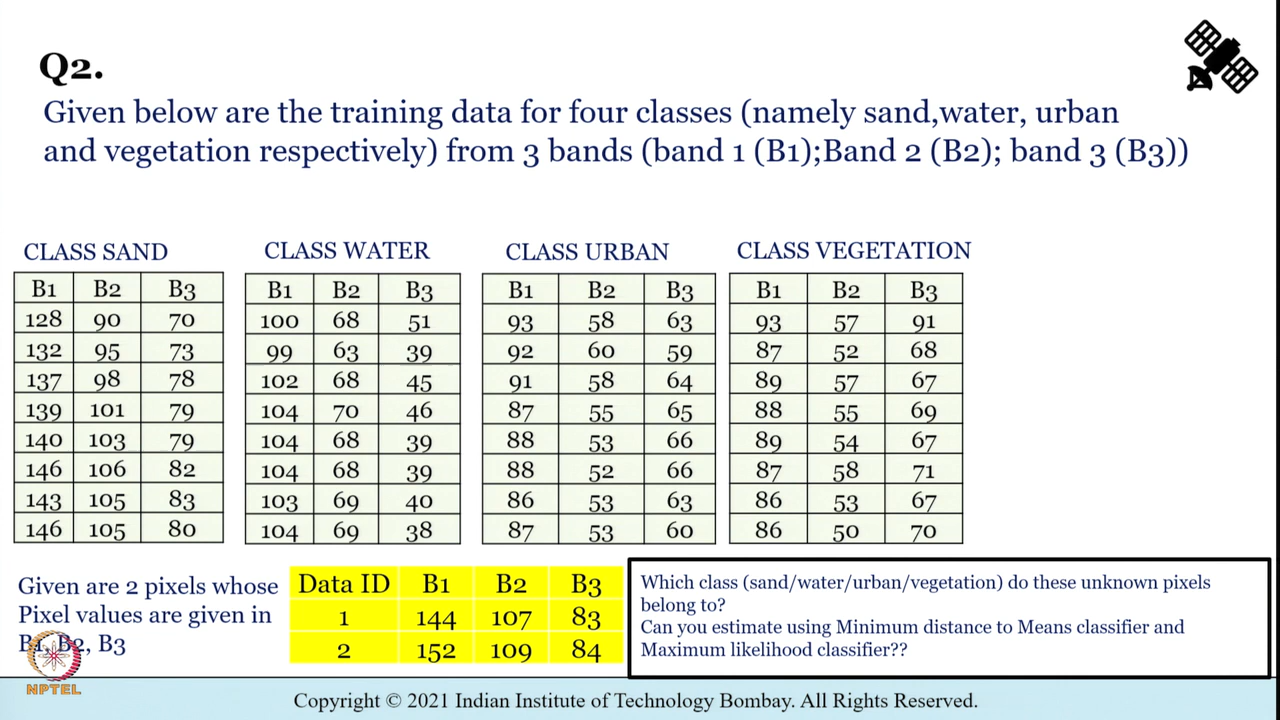 Q2.
Given below are the training data for four classes (namely sand,water, urban
and vegetation respectively) from 3 bands (band 1 (B1);Band 2 (B2); band 3 (B3))
CLASS SAND
B1 B2 B3
128 90 70
132 95 73
137 98 78
139 101 79
140 103 79
146 106 82
143 105 83
146 105 80
CLASS WATER
B1 B2 B3
100 68 51
99 63 39
102 68 45
104 70 46
104 68 39
104 68 39
103 69 40
104 69 38
CLASS URBAN
B1 B2 B3
93 58 63
92 60 59
91 58 64
87 55 65
88 53 66
88 52 66
86 53 63
87 53 60
CLASS VEGETATION
B1 B2 B3
93 57 91
87 52 68
89 57 67
88 55 69
89 54 67
87 58 71
86 53 67
86 50 70
Given are 2 pixels whose
Pixel values are given in
B1, B2, B3
Data ID B1 B2 B3
1 144 107 83
2 152 109 84
Which class (sand/water/urban/vegetation) do these unknown pixels
belong to?
Can you estimate using Minimum distance to Means classifier and
Maximum likelihood classifier??
NPTEL
Copyright © 2021 Indian Institute of Technology Bombay. All Rights Reserved.